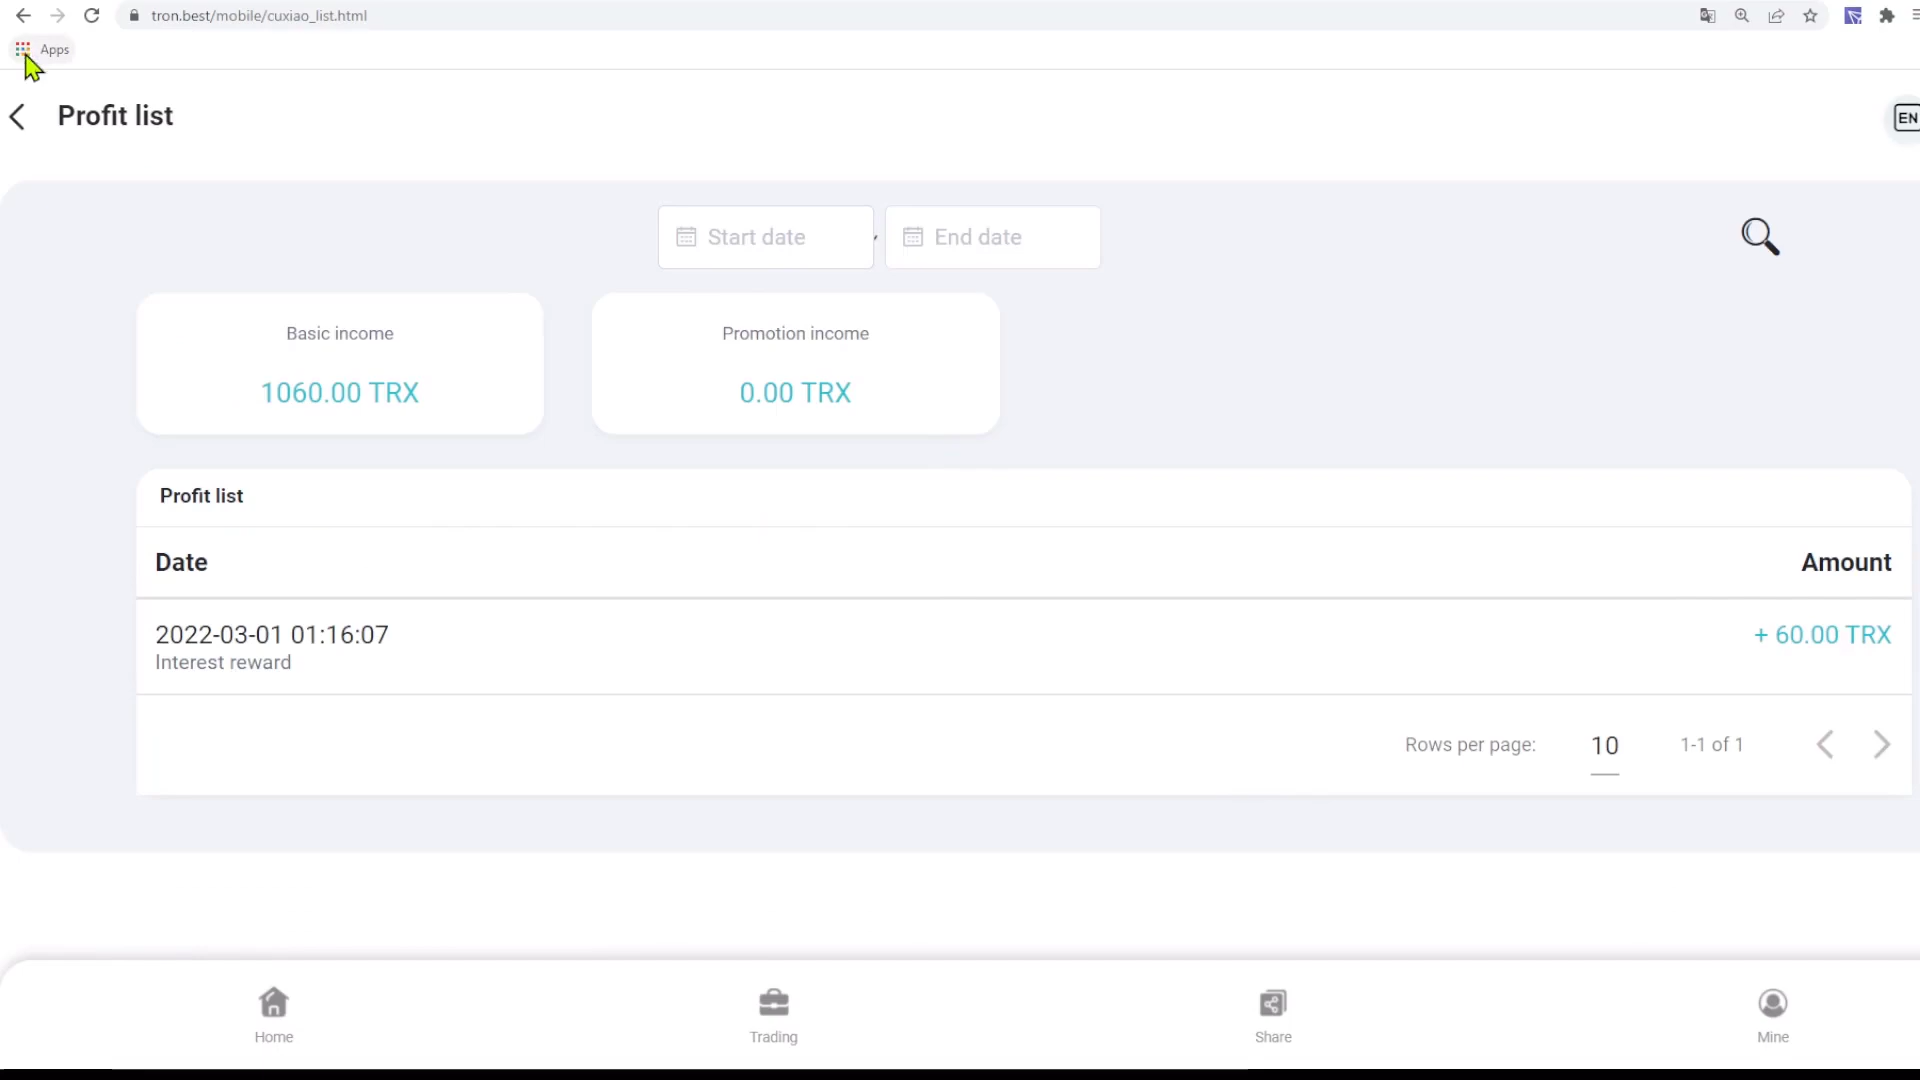 tron.best/mobile/cuxiao_list.html
Apps
Profit list
EN
Start date
End date
Basic income
Promotion income
1060.00 TRX
0.00 TRX
Profit list
Date
Amount
2022-03-01 01:16:07
+ 60.00 TRX
Interest reward
Rows per page:
10
1-1 of 1
Home
Trading
Share
Mine